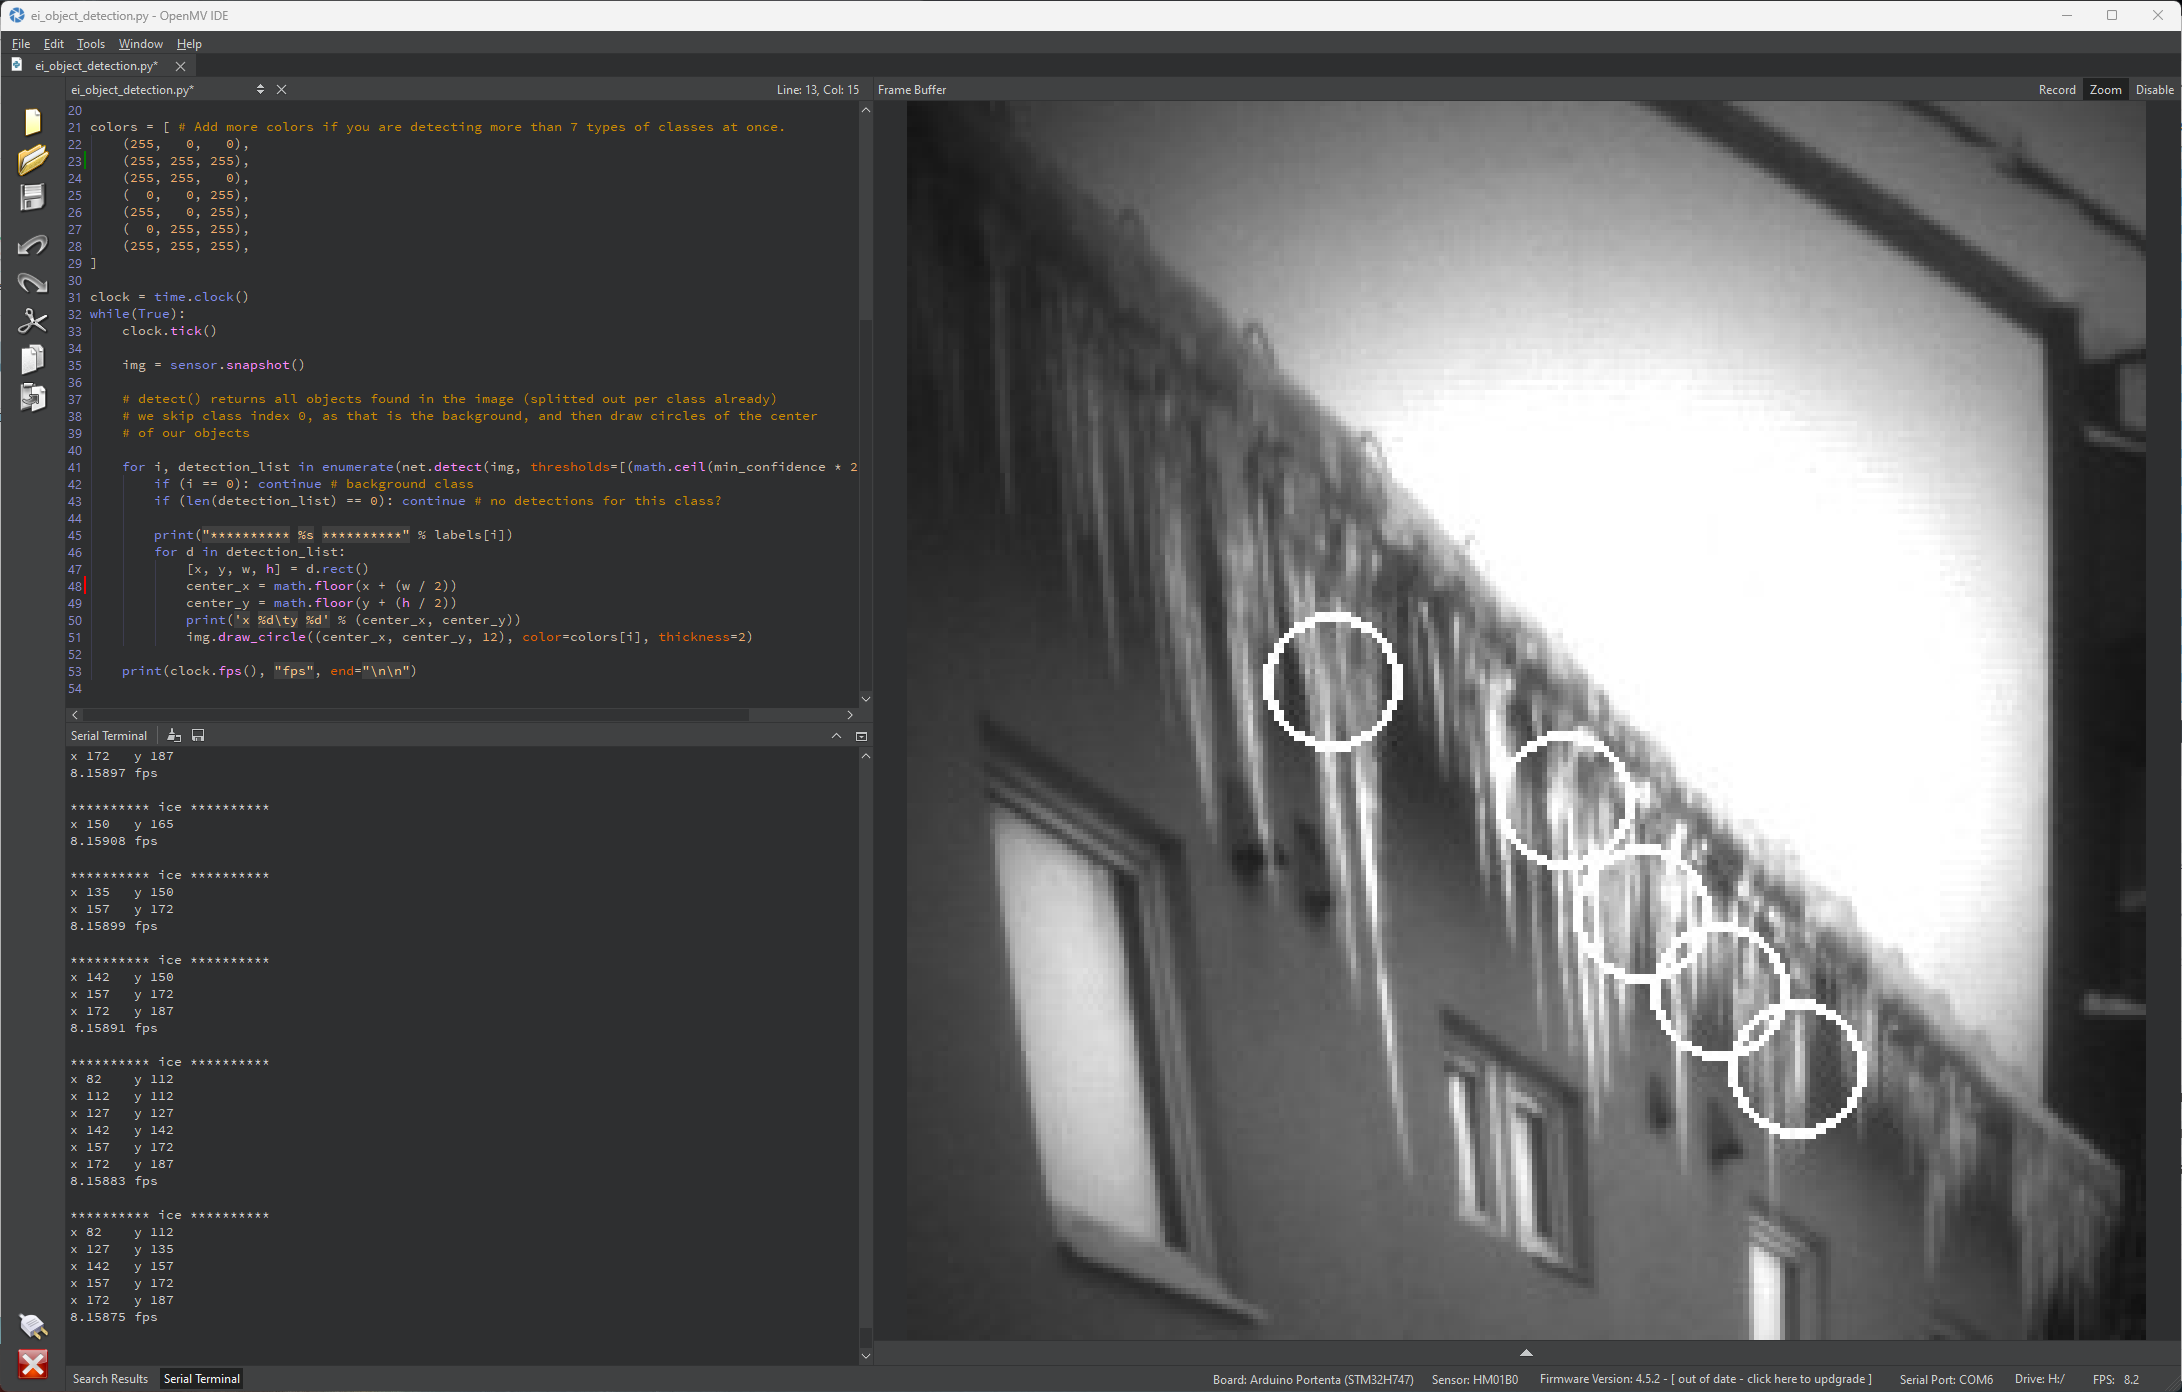 ei_object_detection.py - OpenMV IDE
File Edit Tools Window Help
ei_object_detection.py*
ei_object_detection.py* Line: 13, Col: 15
Frame Buffer Record Zoom Disable
20
21 colors = [ # Add more colors if you are detecting more than 7 types of classes at once.
22 (255,   0,   0),
23 (255, 255, 255),
24 (255, 255,   0),
25 (  0,   0, 255),
26 (255,   0, 255),
27 (  0, 255, 255),
28 (255, 255, 255),
29 ]
30
31 clock = time.clock()
32 while(True):
33 clock.tick()
34
35 img = sensor.snapshot()
36
37 # detect() returns all objects found in the image (splitted out per class already)
38 # we skip class index 0, as that is the background, and then draw circles of the center
39 # of our objects
40
41 for i, detection_list in enumerate(net.detect(img, thresholds=[(math.ceil(min_confidence * 2
42 if (i == 0): continue # background class
43 if (len(detection_list) == 0): continue # no detections for this class?
44
45 print("********** %s **********" % labels[i])
46 for d in detection_list:
47 [x, y, w, h] = d.rect()
48 center_x = math.floor(x + (w / 2))
49 center_y = math.floor(y + (h / 2))
50 print('x %d\ty %d' % (center_x, center_y))
51 img.draw_circle((center_x, center_y, 12), color=colors[i], thickness=2)
52
53 print(clock.fps(), "fps", end="\n\n")
54
Serial Terminal
x 172 y 187
8.15897 fps
********** ice **********
x 150 y 165
8.15908 fps
********** ice **********
x 135 y 150
x 157 y 172
8.15899 fps
********** ice **********
x 142 y 150
x 157 y 172
x 172 y 187
8.15891 fps
********** ice **********
x 82 y 112
x 112 y 112
x 127 y 127
x 142 y 142
x 157 y 172
x 172 y 187
8.15883 fps
********** ice **********
x 82 y 112
x 127 y 135
x 142 y 157
x 157 y 172
x 172 y 187
8.15875 fps
Search Results Serial Terminal
Board: Arduino Portenta (STM32H747) Sensor: HM01B0 Firmware Version: 4.5.2 - [ out of date - click here to updgrade ] Serial Port: COM6 Drive: H:/ FPS: 8.2